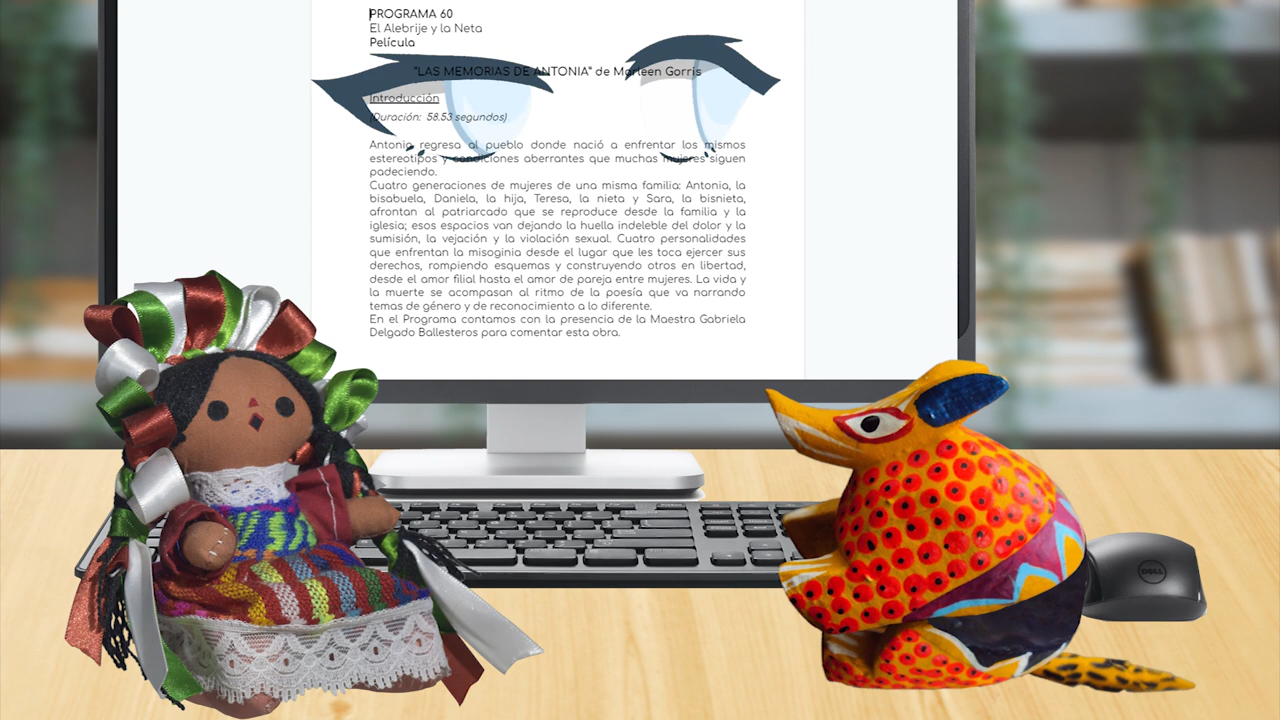 PROGRAMA 60
El Alebrije y la Neta
Película
"LAS MEMORIAS DE ANTONIA" de Marleen Gorris
Introducción
(Duración: 58.53 segundos)
Antonia regresa al pueblo donde nació a enfrentar los mismos
estereotipos y condiciones aberrantes que muchas mujeres siguen
padeciendo.
Cuatro generaciones de mujeres de una misma familia: Antonia, la
bisabuela, Daniela, la hija, Teresa, la nieta y Sara, la bisnieta,
afrontan al patriarcado que se reproduce desde la familia y la
iglesia; esos espacios van dejando la huella indeleble del dolor y la
sumisión, la vejación y la violación sexual. Cuatro personalidades
que enfrentan la misoginia desde el lugar que les toca ejercer sus
derechos, rompiendo esquemas y construyendo otros en libertad,
desde el amor filial hasta el amor de pareja entre mujeres. La vida y
la muerte se acompasan al ritmo de la poesía que va narrando
temas de género y de reconocimiento a lo diferente.
En el Programa contamos con la presencia de la Maestra Gabriela
Delgado Ballesteros para comentar esta obra.
DELL